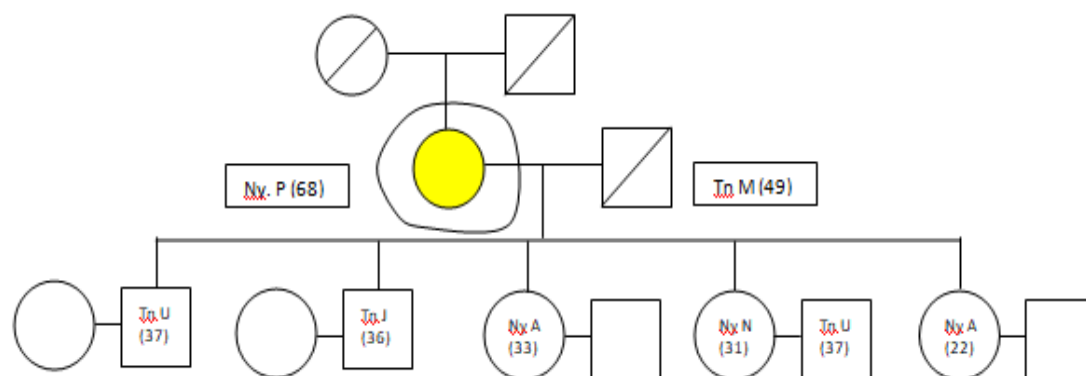 Ny. P (68)
Tn M (49)
Tn U
(37)
Tn J
(36)
Ny A
(33)
Ny N
(31)
Tn U
(37)
Ny A
(22)